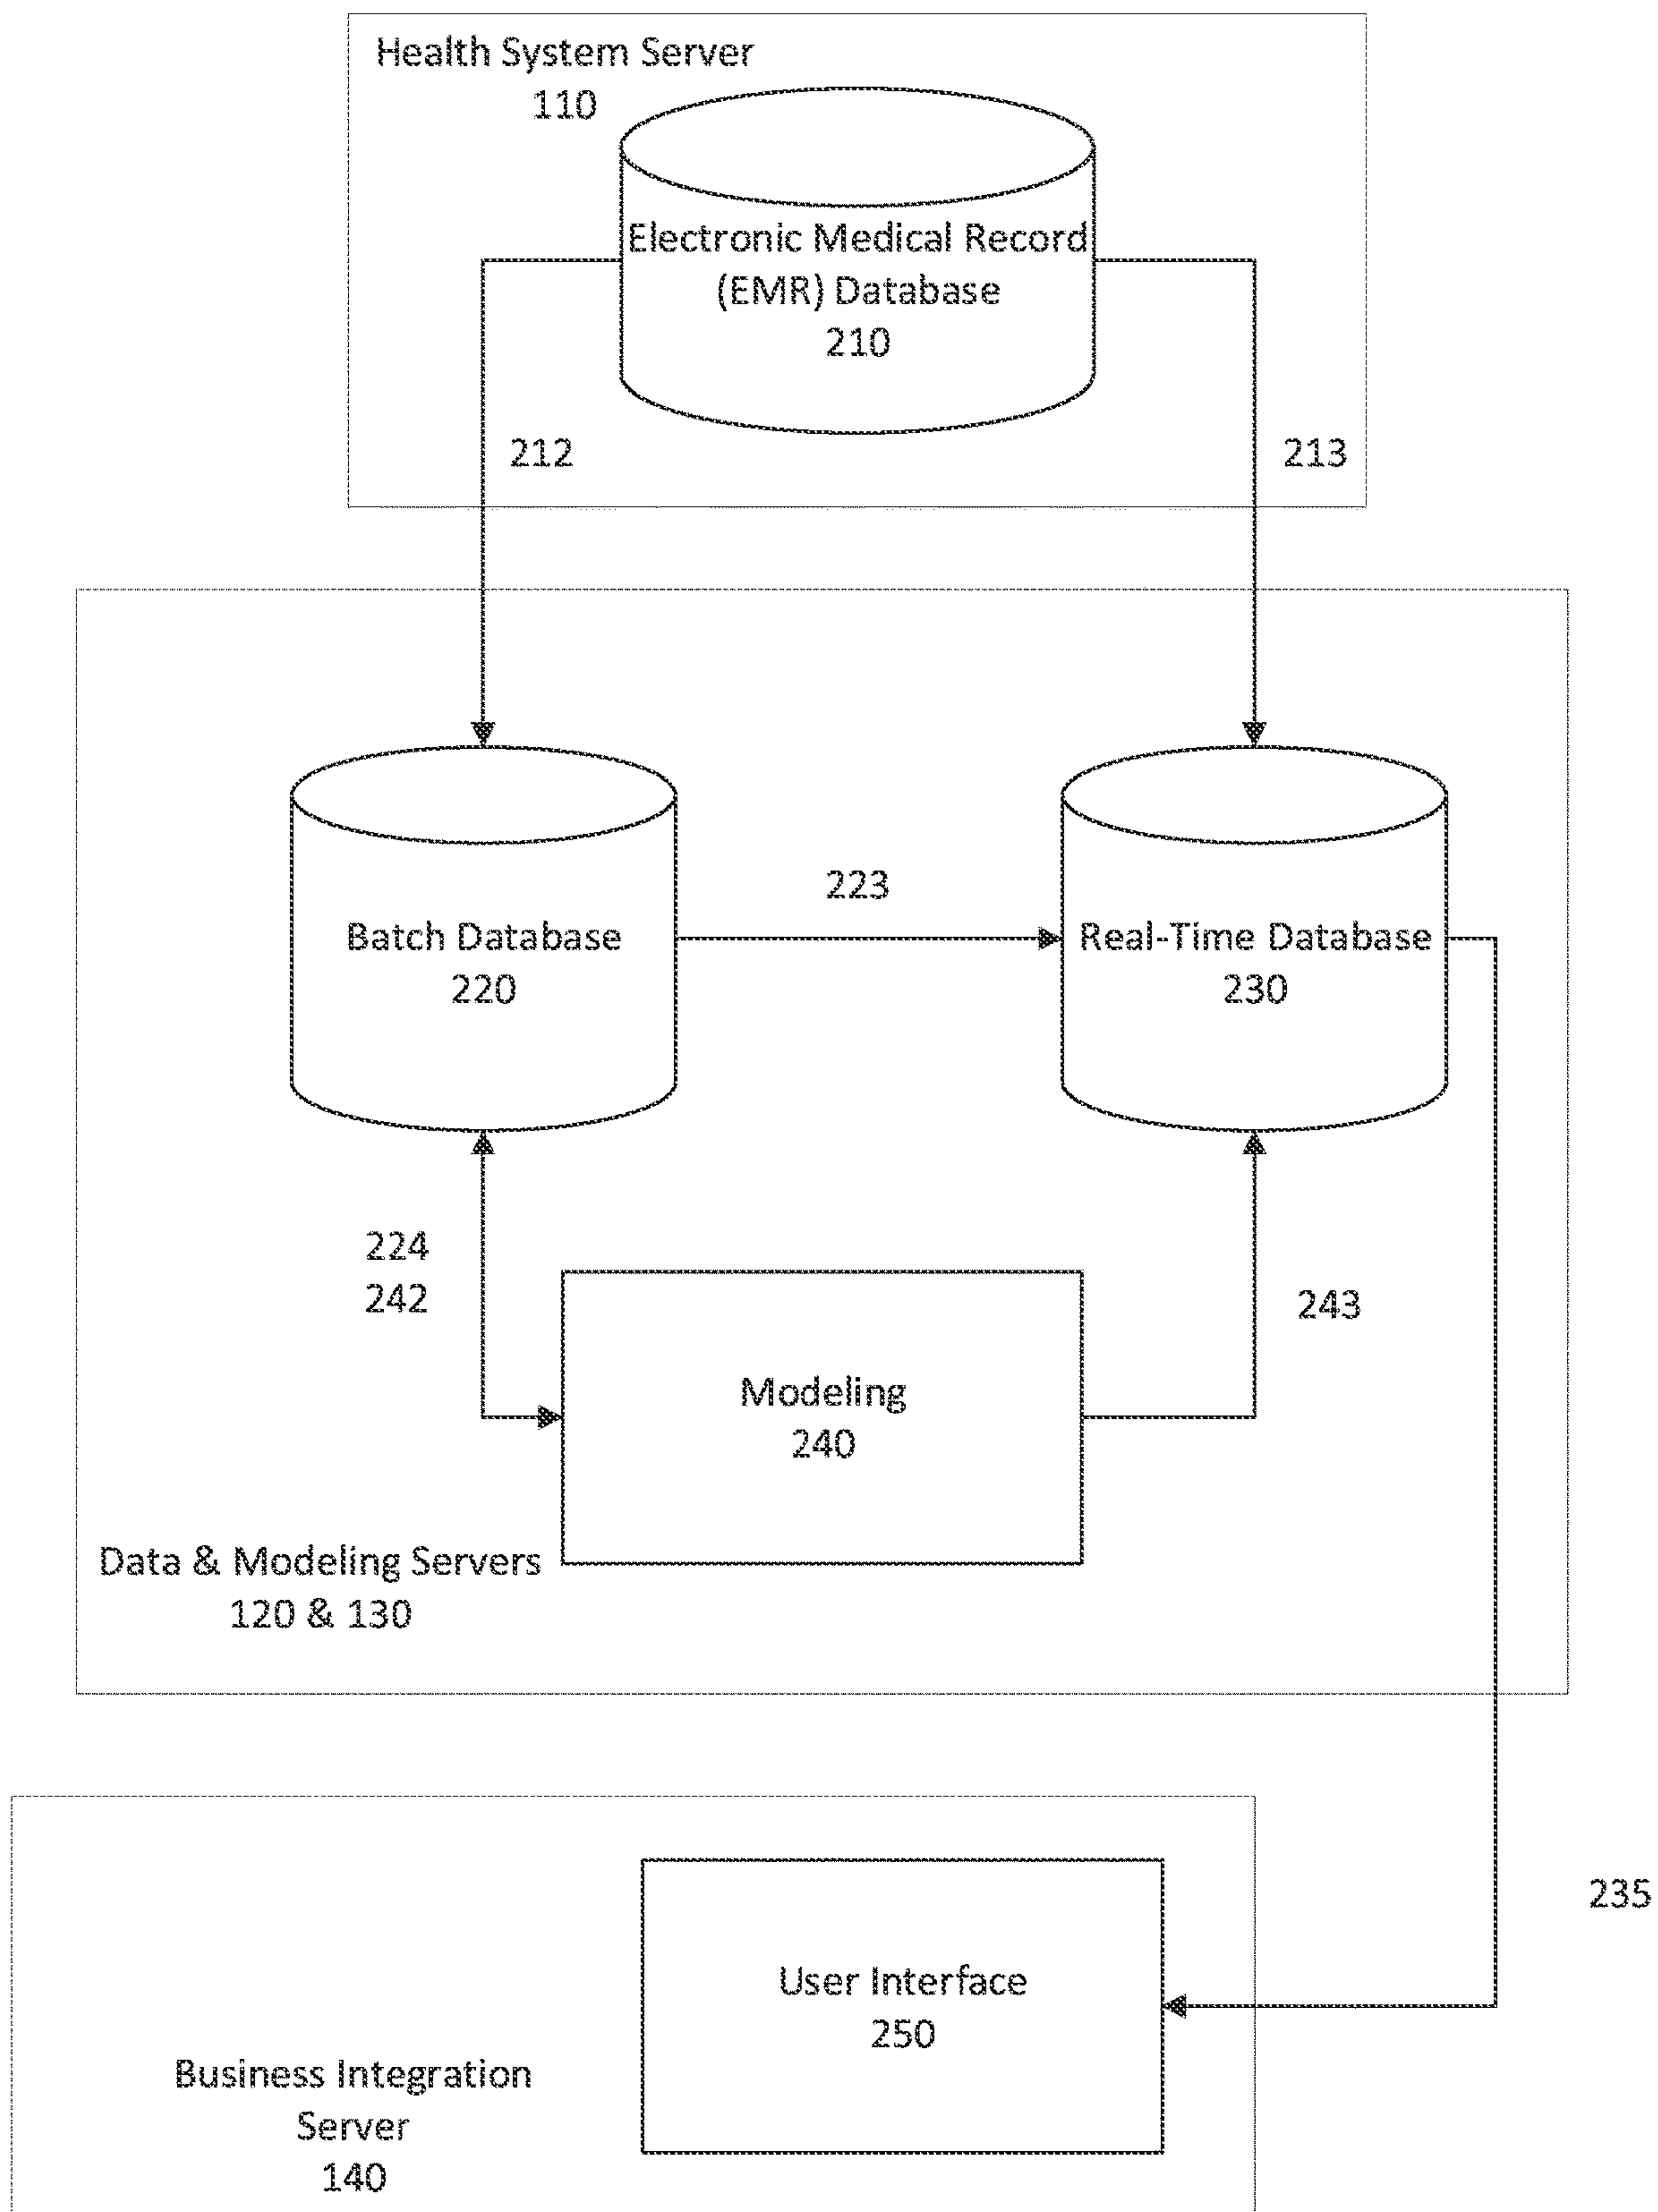 Health System Server
110
Electronic Medical Record
(EMR) Database
210
212
213
223
Batch Database
220
Real-Time Database
230
224
242
243
Modeling
240
Data & Modeling Servers
120 & 130
235
User Interface
250
Business Integration
Server
140